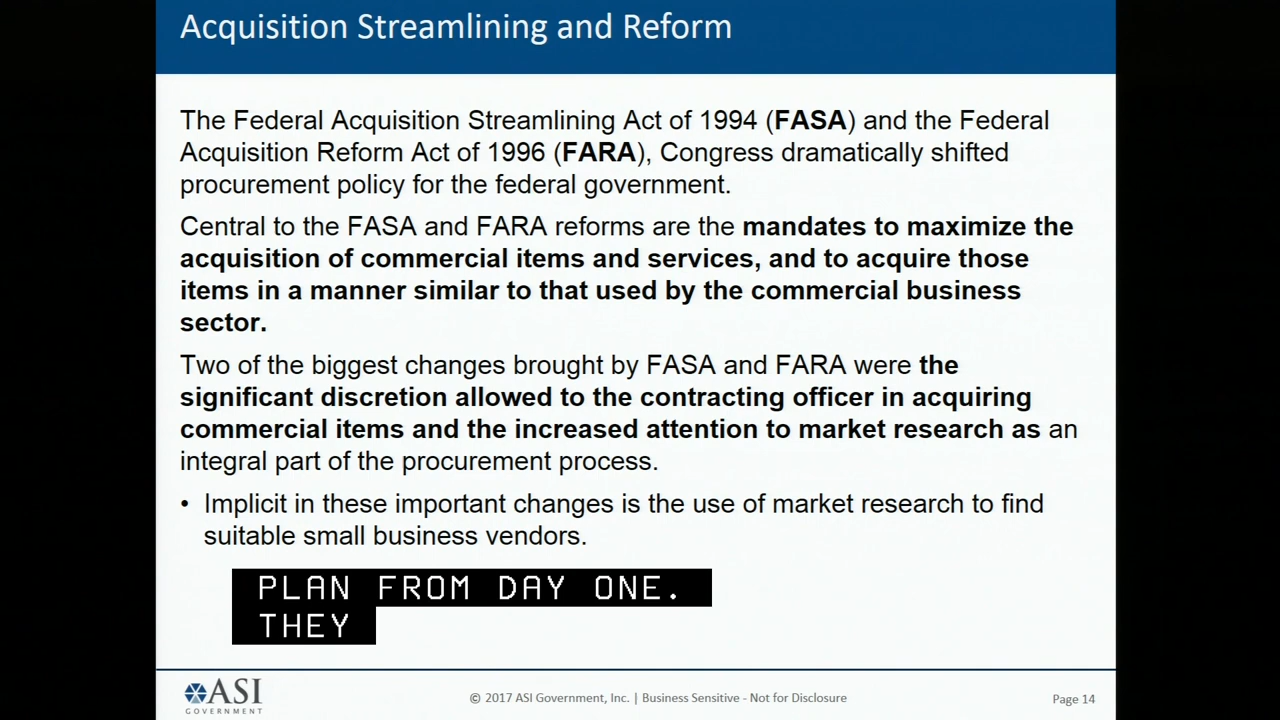 Acquisition Streamlining and Reform
The Federal Acquisition Streamlining Act of 1994 (FASA) and the Federal
Acquisition Reform Act of 1996 (FARA), Congress dramatically shifted
procurement policy for the federal government.
Central to the FASA and FARA reforms are the mandates to maximize the
acquisition of commercial items and services, and to acquire those
items in a manner similar to that used by the commercial business
sector.
Two of the biggest changes brought by FASA and FARA were the
significant discretion allowed to the contracting officer in acquiring
commercial items and the increased attention to market research as an
integral part of the procurement process.
• Implicit in these important changes is the use of market research to find
suitable small business vendors.
PLAN FROM DAY ONE.
THEY
ASI
GOVERNMENT
© 2017 ASI Government, Inc. | Business Sensitive - Not for Disclosure
Page 14